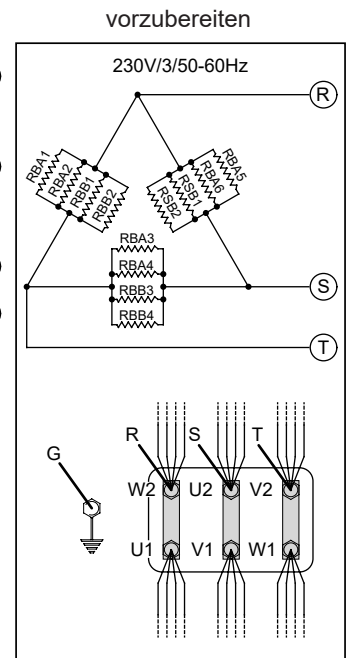 vorzubereiten
230V/3/50-60Hz
R
RBA1
RBA2
RBB1
RBB2
RBA5
RBA6
RSB1
RSB2
RBA3
RBA4
RBB3
RBB4
S
T
R S T
G
W2 U2 V2
U1 V1 W1